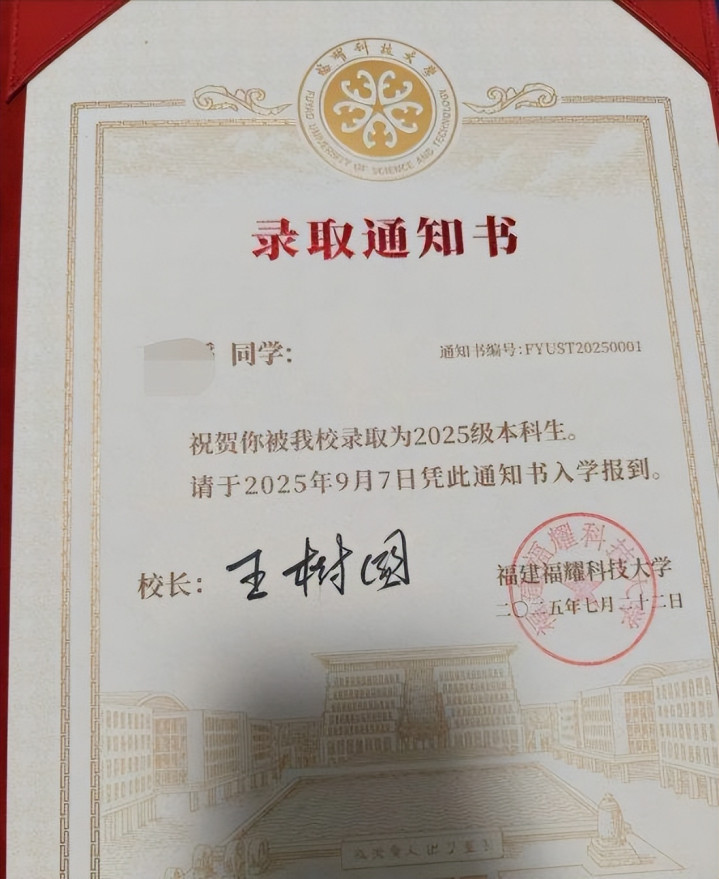 福耀科技大學
FUYAO UNIVERSITY OF SCIENCE AND TECHNOLOGY
录取通知书
同学:
通知书编号:FYUST20250001
祝贺你被我校录取为2025级本科生。
请于2025年9月7日凭此通知书入学报到。
校长: 王树国
福建福耀科技大学
二〇二五年七月二十二日
福建福耀科技大学